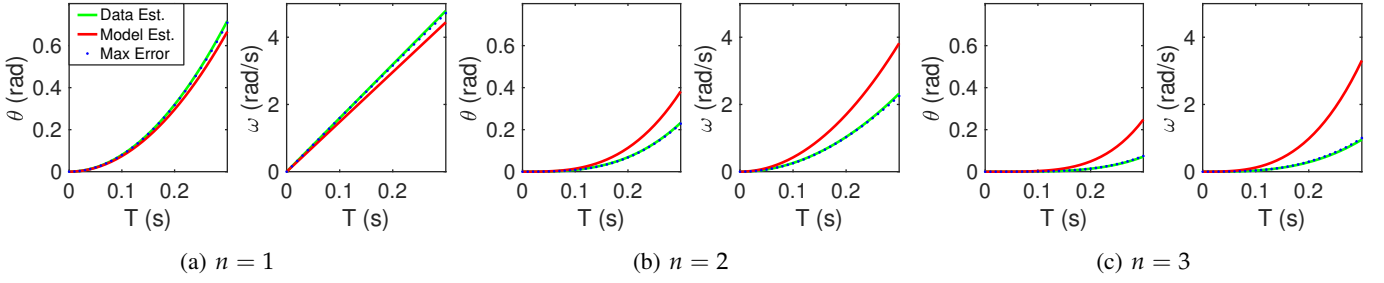 Data Est.
Model Est.
Max Error
θ (rad)
0.6
0.4
0.2
0
0 0.1 0.2
T (s)
ω (rad/s)
4
2
0
0 0.1 0.2
T (s)
(a) n = 1
θ (rad)
0.6
0.4
0.2
0
0 0.1 0.2
T (s)
ω (rad/s)
4
2
0
0 0.1 0.2
T (s)
(b) n = 2
θ (rad)
0.6
0.4
0.2
0
0 0.1 0.2
T (s)
ω (rad/s)
4
2
0
0 0.1 0.2
T (s)
(c) n = 3